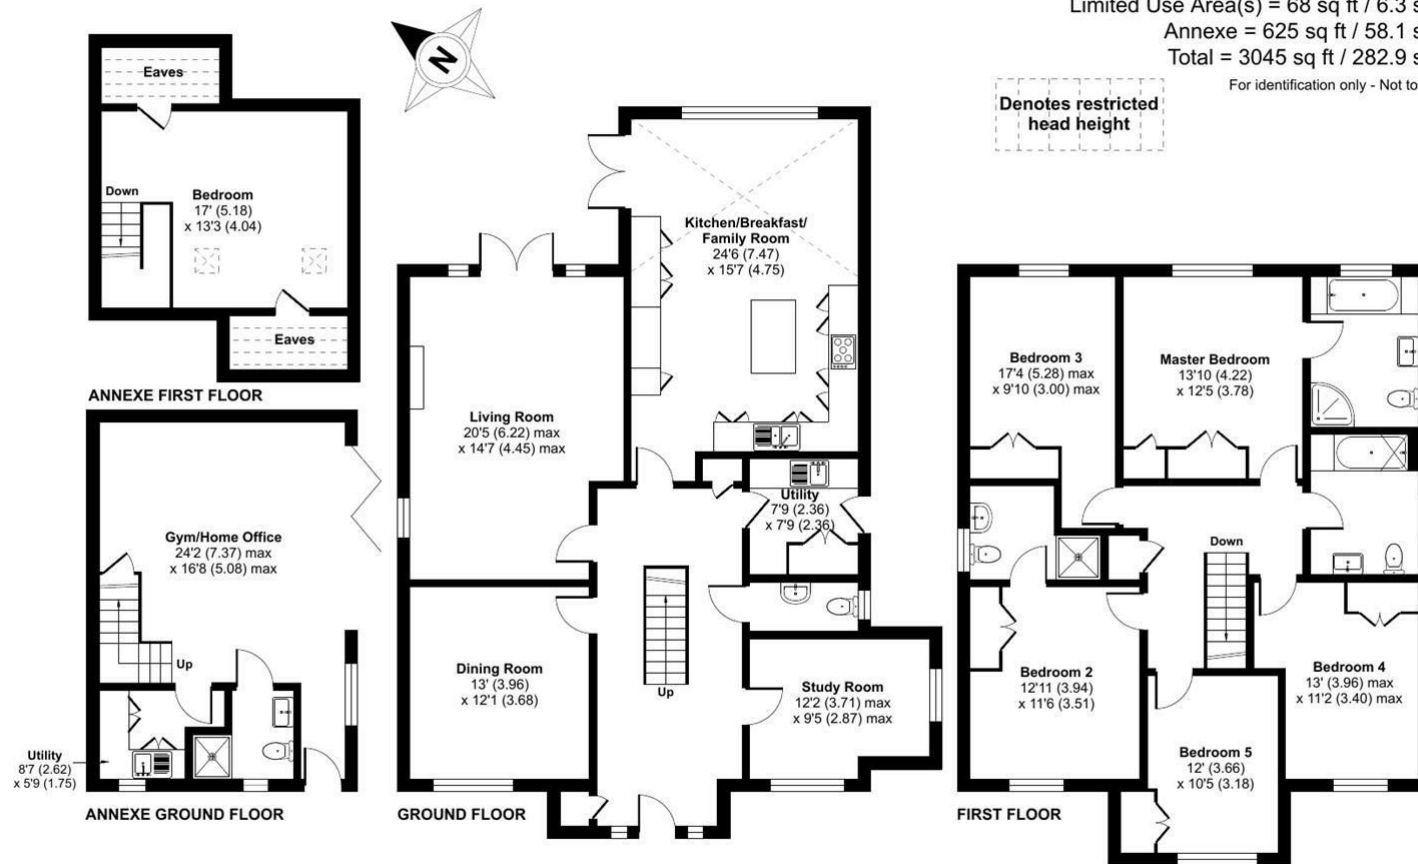 Limited Use Area(s) = 68 sq ft / 6.3 s
Annexe = 625 sq ft / 58.1 s
Total = 3045 sq ft / 282.9 s
For identification only - Not to
Denotes restricted
head height
N
Eaves
Down
Bedroom
17' (5.18)
x 13'3 (4.04)
Eaves
ANNEXE FIRST FLOOR
Gym/Home Office
24'2 (7.37) max
x 16'8 (5.08) max
Up
Utility
8'7 (2.62)
x 5'9 (1.75)
ANNEXE GROUND FLOOR
Kitchen/Breakfast/
Family Room
24'6 (7.47)
x 15'7 (4.75)
Living Room
20'5 (6.22) max
x 14'7 (4.45) max
Utility
7'9 (2.36)
x 7'9 (2.36)
Dining Room
13' (3.96)
x 12'1 (3.68)
Up
Study Room
12'2 (3.71) max
x 9'5 (2.87) max
GROUND FLOOR
Bedroom 3
17'4 (5.28) max
x 9'10 (3.00) max
Master Bedroom
13'10 (4.22)
x 12'5 (3.78)
Down
Bedroom 2
12'11 (3.94)
x 11'6 (3.51)
Bedroom 4
13' (3.96) max
x 11'2 (3.40) max
Bedroom 5
12' (3.66)
x 10'5 (3.18)
FIRST FLOOR